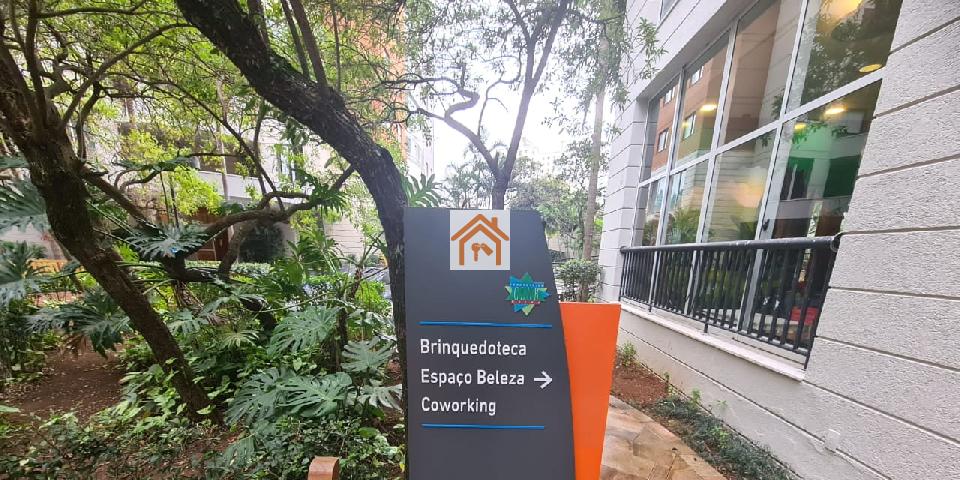 Brinquedoteca
Espaço Beleza →
Coworking